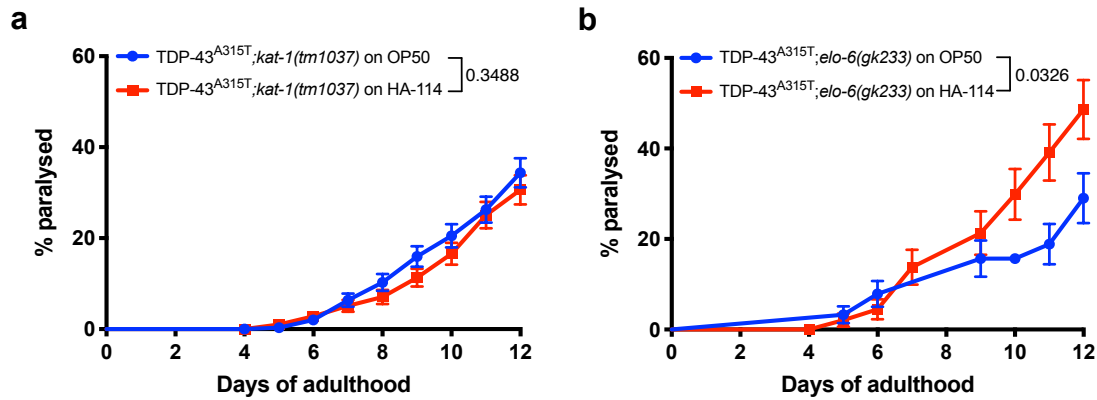 a
TDP-43A315T;kat-1(tm1037) on OP50
TDP-43A315T;kat-1(tm1037) on HA-114
0.3488
% paralysed
60
40
20
0
0 2 4 6 8 10 12
Days of adulthood
b
TDP-43A315T;elo-6(gk233) on OP50
TDP-43A315T;elo-6(gk233) on HA-114
0.0326
% paralysed
60
40
20
0
0 2 4 6 8 10 12
Days of adulthood